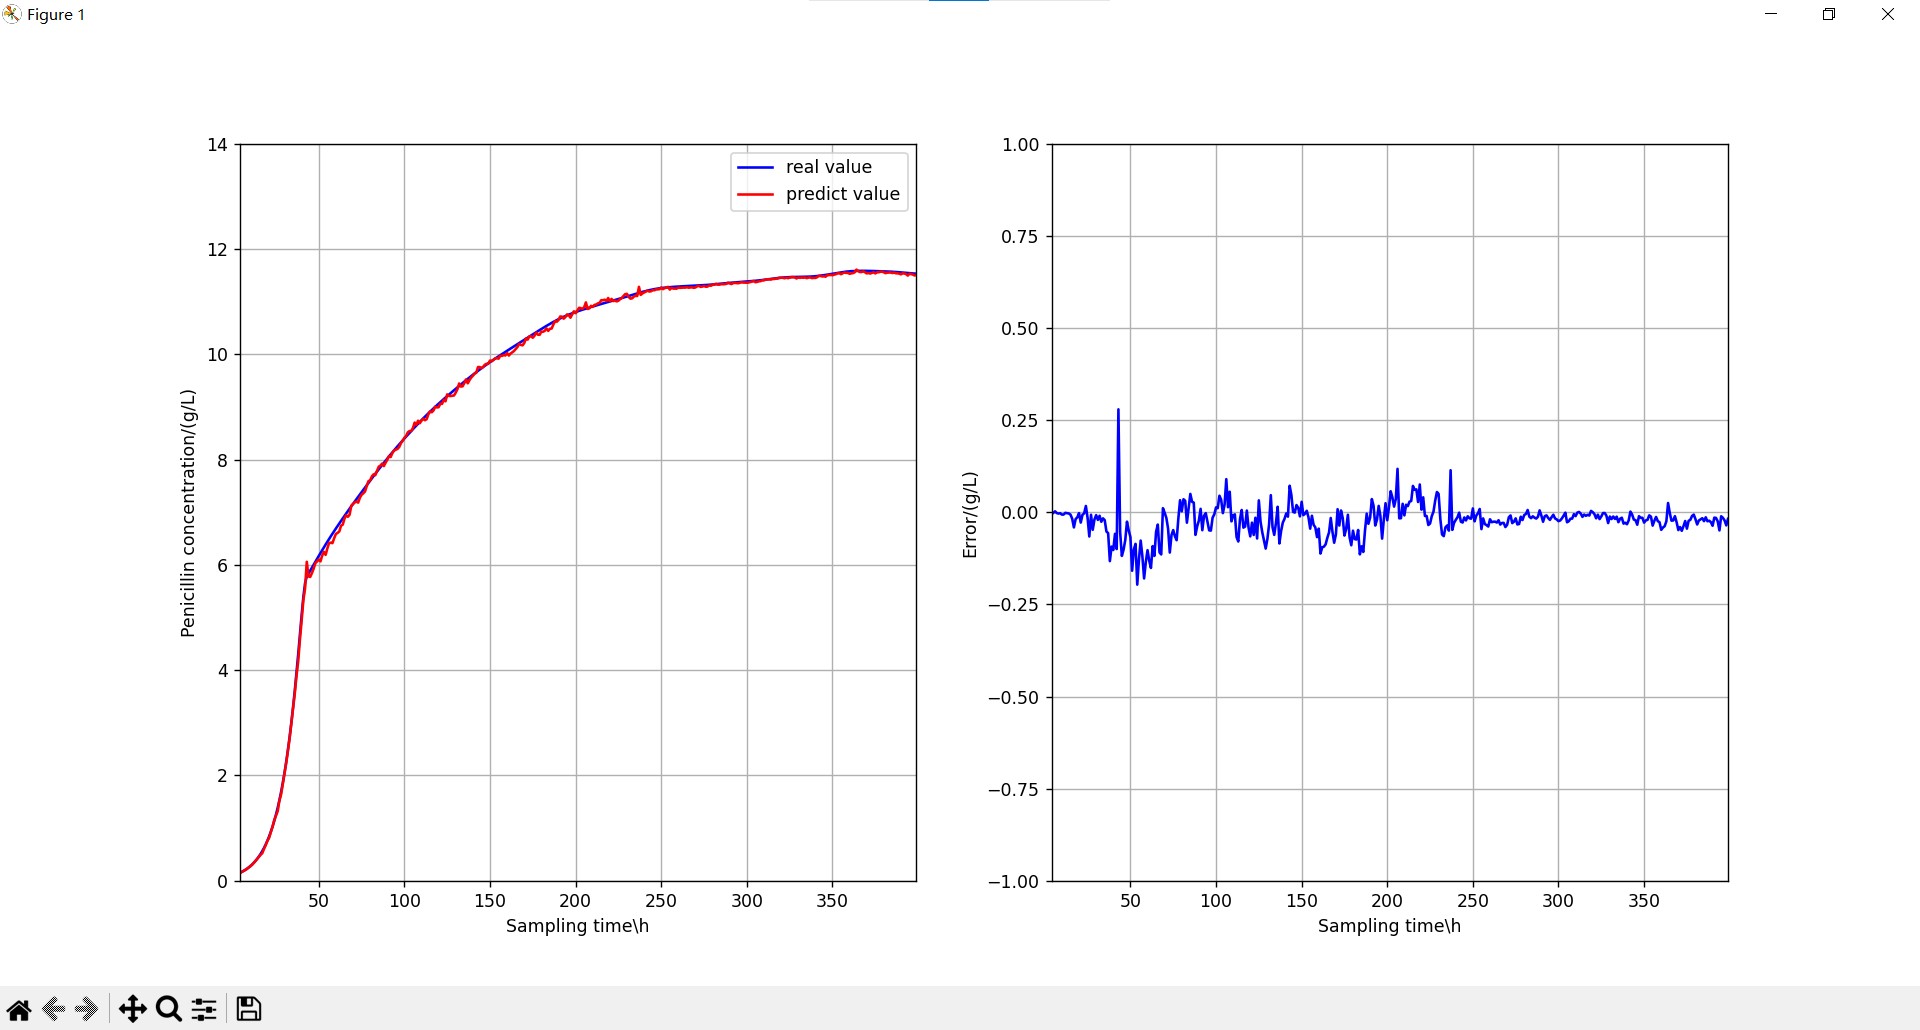 Figure 1
14
12
10
8
6
4
2
0
Penicillin concentration/(g/L)
real value
predict value
50 100 150 200 250 300 350
Sampling time\h
1.00
0.75
0.50
0.25
0.00
−0.25
−0.50
−0.75
−1.00
Error/(g/L)
50 100 150 200 250 300 350
Sampling time\h